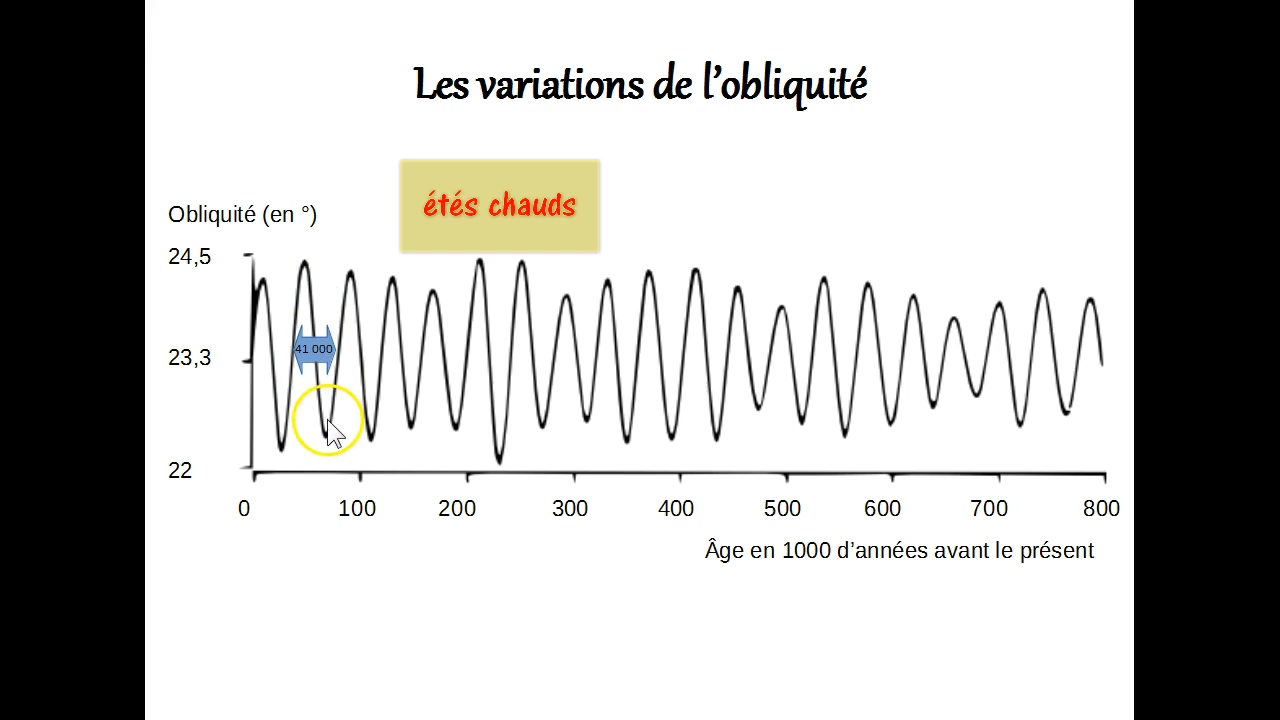 Les variations de l’obliquité
étés chauds
Obliquité (en °)
24,5
41 000
23,3
22
0 100 200 300 400 500 600 700 800
Âge en 1000 d’années avant le présent